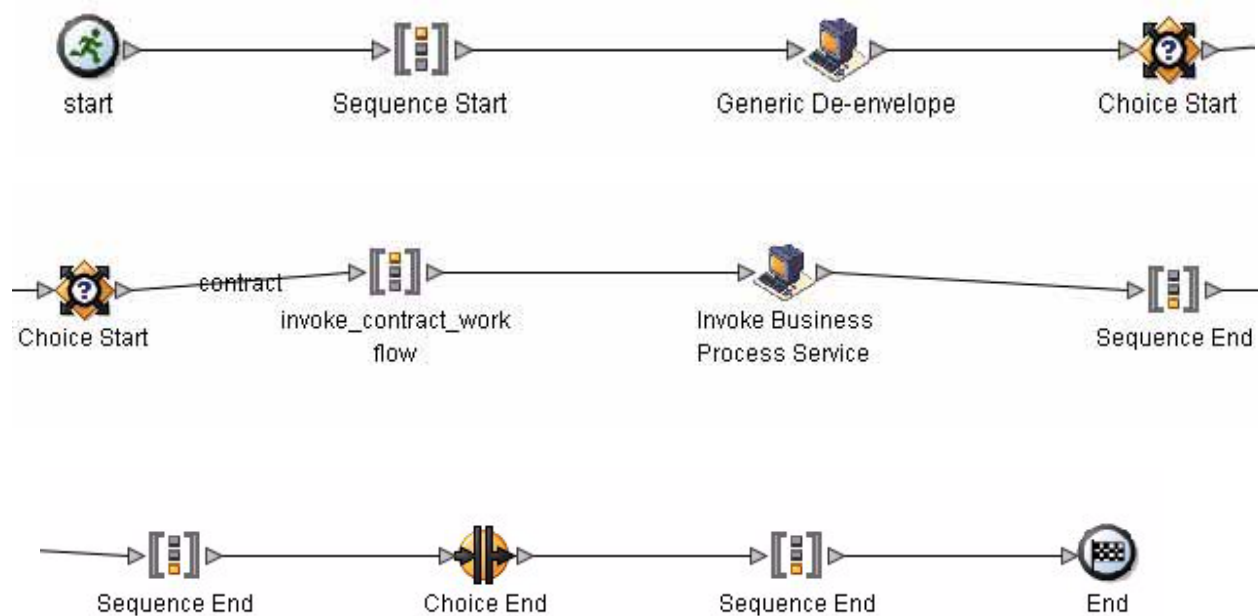 start
Sequence Start
Generic De-envelope
Choice Start
contract
Choice Start
invoke_contract_work
flow
Invoke Business
Process Service
Sequence End
Sequence End
Choice End
Sequence End
End